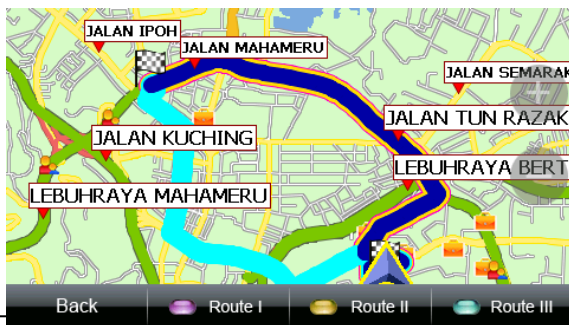 JALAN IPOH
JALAN MAHAMERU
JALAN SEMARAK
JALAN TUN RAZAK
JALAN KUCHING
LEBUHRAYA BERT
LEBUHRAYA MAHAMERU
Back
Route I
Route II
Route III